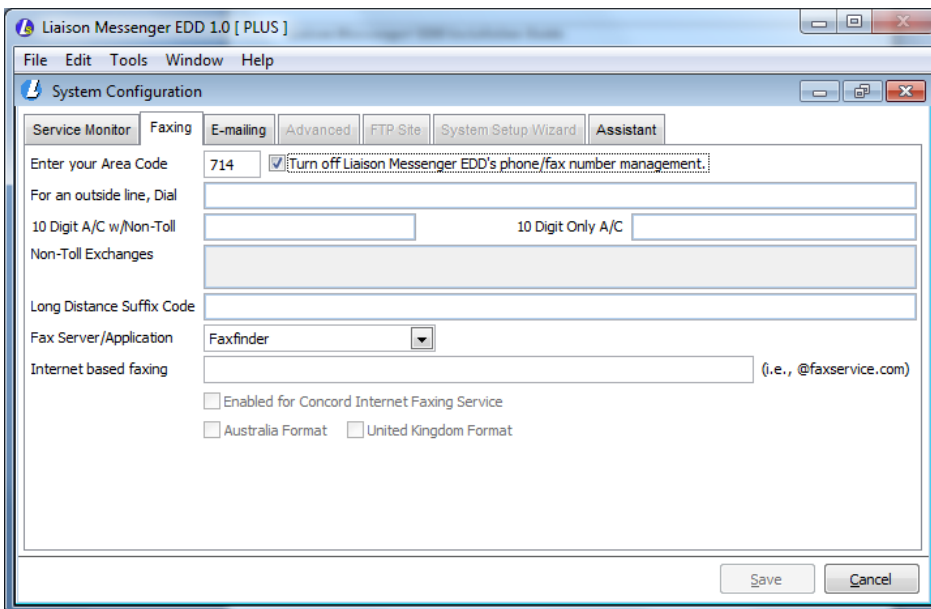 Liaison Messenger EDD 1.0 [ PLUS ]
File Edit Tools Window Help
System Configuration
Service Monitor Faxing E-mailing Advanced FTP Site System Setup Wizard Assistant
Enter your Area Code 714 Turn off Liaison Messenger EDD's phone/fax number management.
For an outside line, Dial
10 Digit A/C w/Non-Toll 10 Digit Only A/C
Non-Toll Exchanges
Long Distance Suffix Code
Fax Server/Application Faxfinder
Internet based faxing (i.e., @faxservice.com)
Enabled for Concord Internet Faxing Service
Australia Format United Kingdom Format
Save Cancel